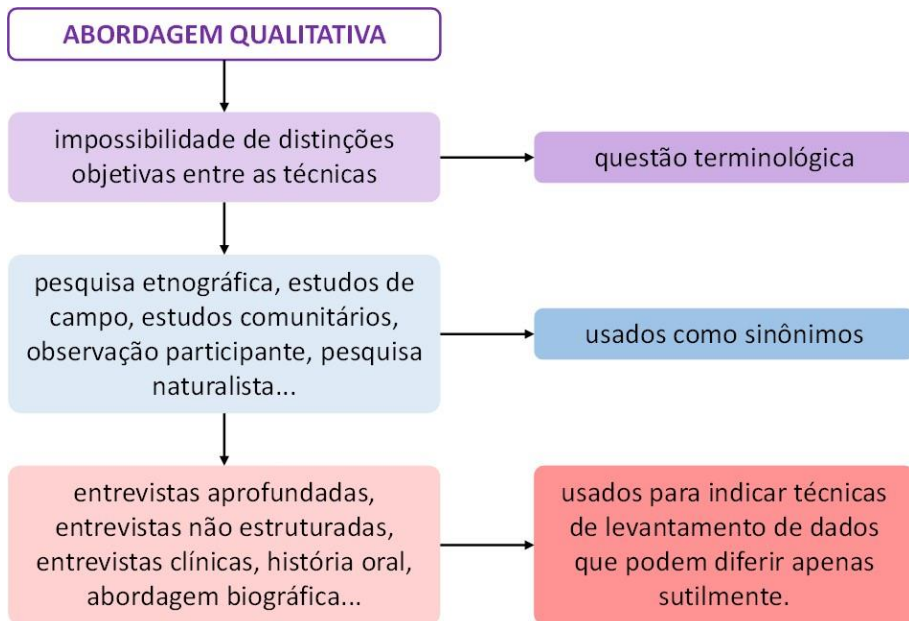 ABORDAGEM QUALITATIVA
impossibilidade de distinções
objetivas entre as técnicas
questão terminológica
pesquisa etnográfica, estudos de
campo, estudos comunitários,
observação participante, pesquisa
naturalista...
usados como sinônimos
entrevistas aprofundadas,
entrevistas não estruturadas,
entrevistas clínicas, história oral,
abordagem biográfica...
usados para indicar técnicas
de levantamento de dados
que podem diferir apenas
sutilmente.